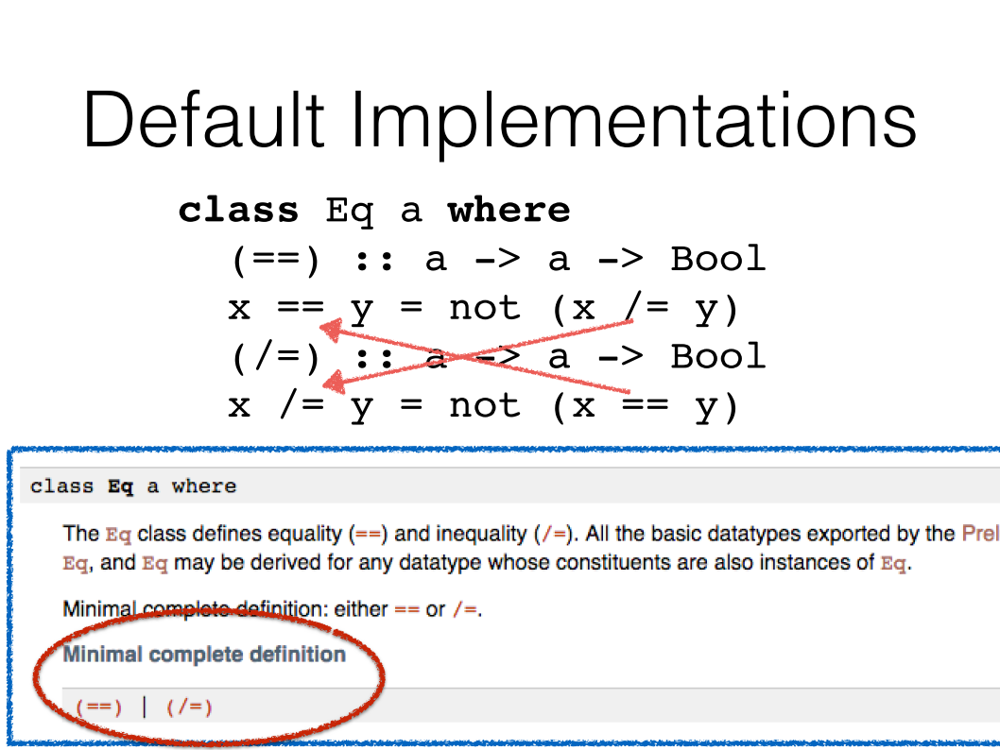 Default Implementations
class Eq a where
(==) :: a -> a -> Bool
x == y = not (x /= y)
(/=) :: a -> a -> Bool
x /= y = not (x == y)
class Eq a where
The Eq class defines equality (==) and inequality (/=). All the basic datatypes exported by the Prel
Eq, and Eq may be derived for any datatype whose constituents are also instances of Eq.
Minimal complete definition: either == or /=.
Minimal complete definition
(==) | (/=)